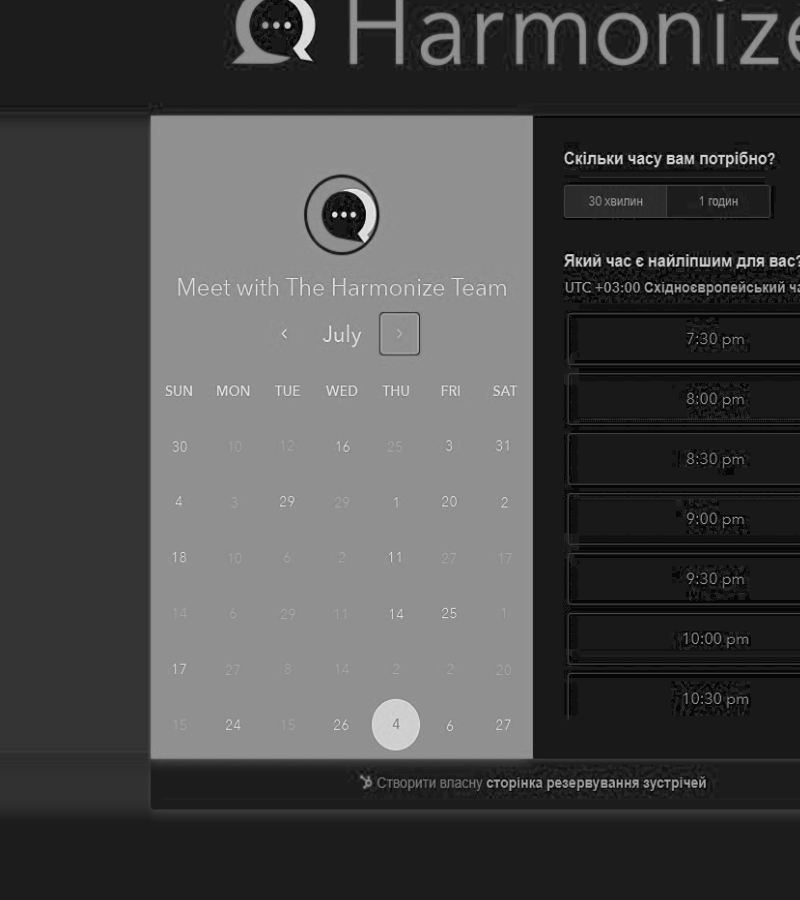 Harmonize
Meet with The Harmonize Team
July
SUN MON TUE WED THU FRI SAT
30 10 12 16 25 3 31
4 3 29 29 1 20 2
18 10 6 2 11 27 17
14 6 29 11 14 25 1
17 27 8 14 2 2 20
15 24 15 26 4 6 27
Скільки часу вам потрібно?
30 хвилин 1 годин
Який час є найліпшим для вас?
UTC +03:00 Східноєвропейський ча
7:30 pm
8:00 pm
8:30 pm
9:00 pm
9:30 pm
10:00 pm
10:30 pm
Створити власну сторінка резервування зустрічей